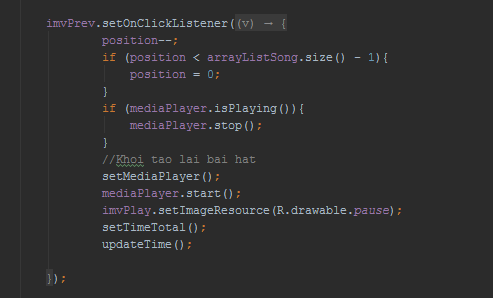 imvPrev.setOnClickListener((v) → {
position--;
if (position < arrayListSong.size() - 1){
position = 0;
}
if (mediaPlayer.isPlaying()){
mediaPlayer.stop();
}
//Khoi tao lai bai hat
setMediaPlayer();
mediaPlayer.start();
imvPlay.setImageResource(R.drawable.pause);
setTimeTotal();
updateTime();
});